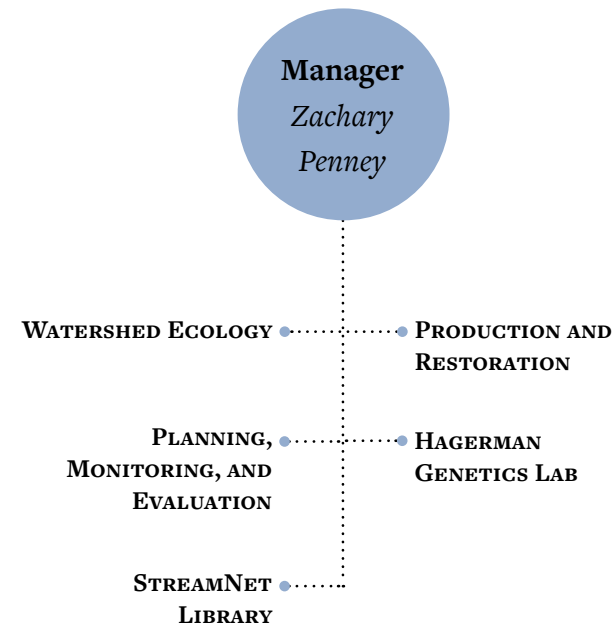 Manager
Zachary
Penney
Watershed Ecology
Production and
Restoration
Planning,
Monitoring, and
Evaluation
Hagerman
Genetics Lab
StreamNet
Library